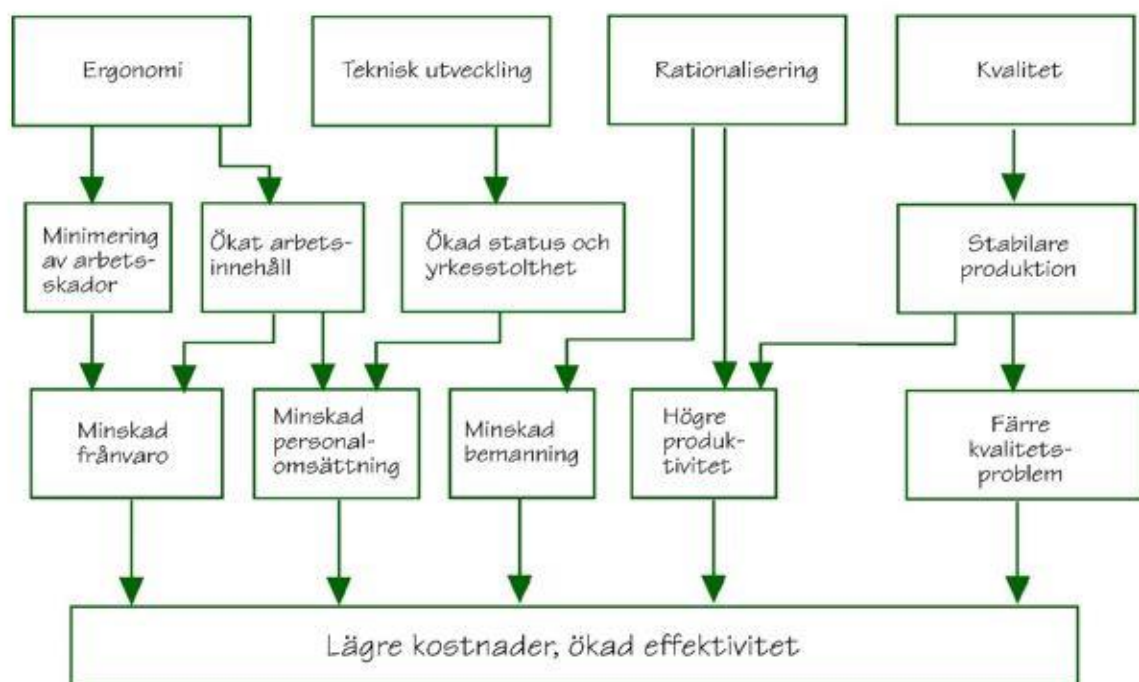 Ergonomi
Teknisk utveckling
Rationalisering
Kvalitet
Minimering
av arbets-
skador
Ökat arbets-
innehåll
Ökad status och
yrkesstolthet
Stabilare
produktion
Minskad
frånvaro
Minskad
personal-
omsättning
Minskad
bemanning
Högre
produk-
tivitet
Färre
kvalitets-
problem
Lägre kostnader, ökad effektivitet